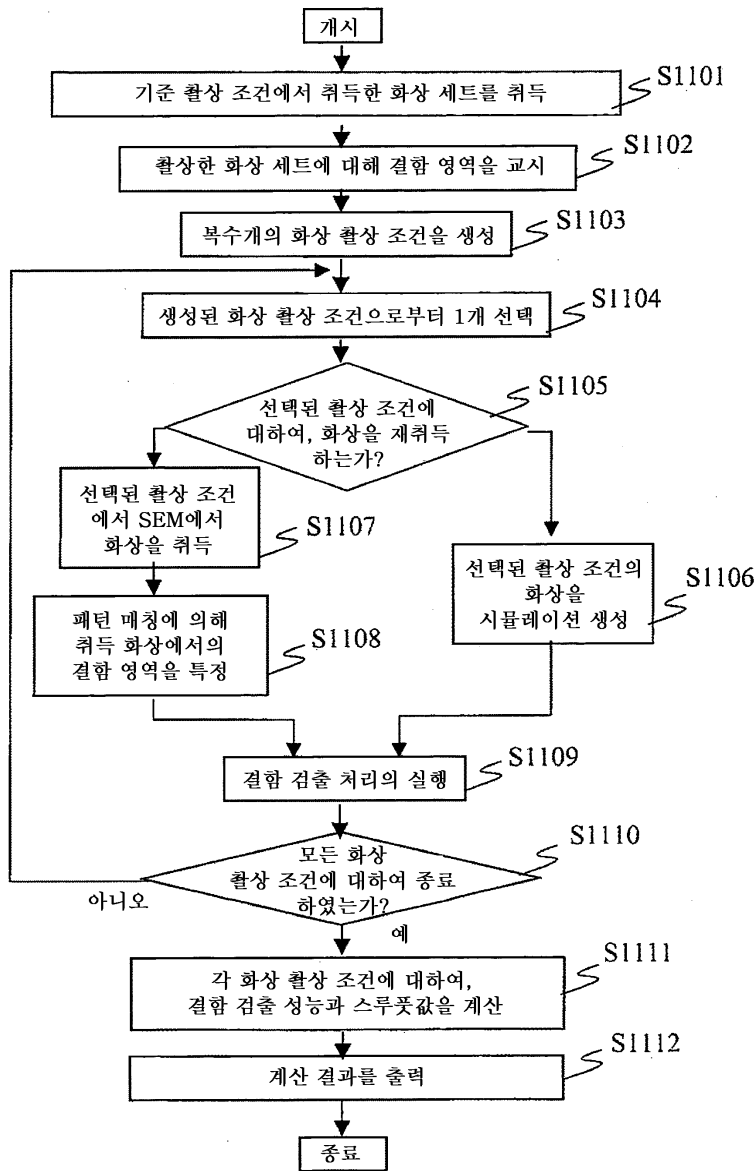 개시
기준 촬상 조건에서 취득한 화상 세트를 취득
S1101
촬상한 화상 세트에 대해 결함 영역을 교시
S1102
복수개의 화상 촬상 조건을 생성
S1103
생성된 화상 촬상 조건으로부터 1개 선택
S1104
선택된 촬상 조건에
대하여, 화상을 재취득
하는가?
S1105
선택된 촬상 조건
에서 SEM에서
화상을 취득
S1107
선택된 촬상 조건의
화상을
시뮬레이션 생성
S1106
패턴 매칭에 의해
취득 화상에서의
결함 영역을 특정
S1108
결함 검출 처리의 실행
S1109
모든 화상
촬상 조건에 대하여 종료
하였는가?
S1110
아니오
예
각 화상 촬상 조건에 대하여,
결함 검출 성능과 스루풋값을 계산
S1111
계산 결과를 출력
S1112
종료